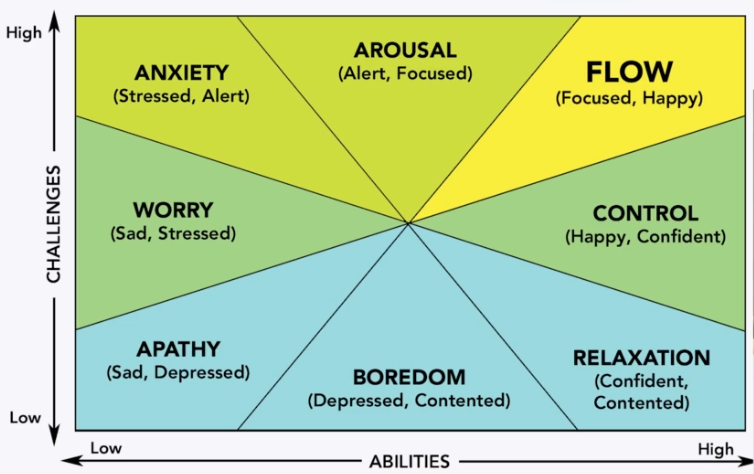 High
ANXIETY
(Stressed, Alert)
AROUSAL
(Alert, Focused)
FLOW
(Focused, Happy)
CHALLENGES
WORRY
(Sad, Stressed)
CONTROL
(Happy, Confident)
APATHY
(Sad, Depressed)
BOREDOM
(Depressed, Contented)
RELAXATION
(Confident,
Contented)
Low
Low
ABILITIES
High